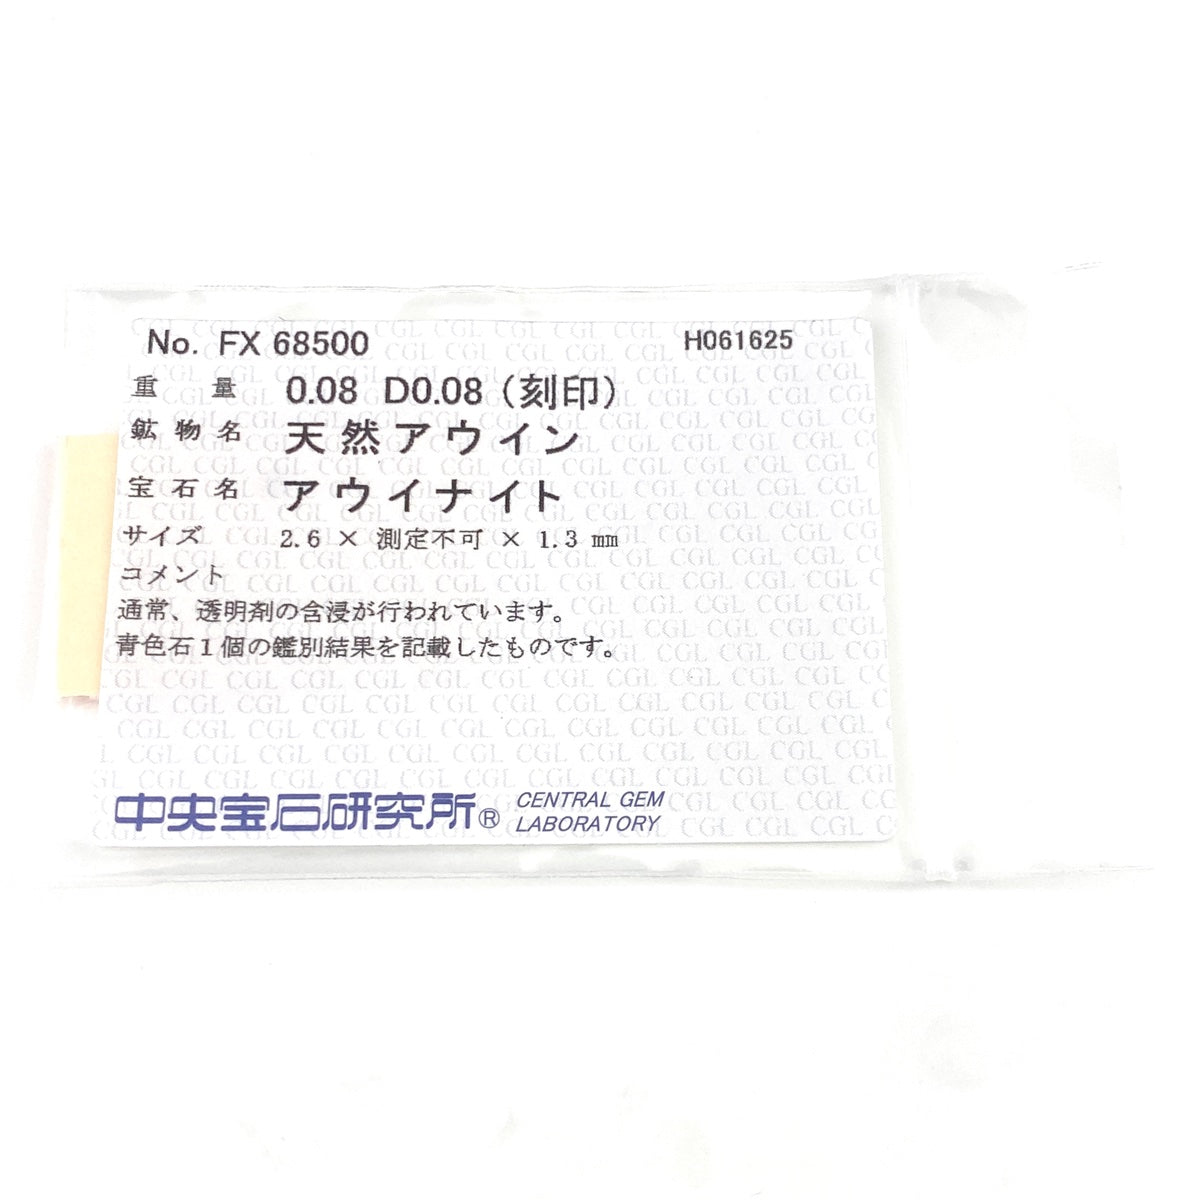 No. FX 68500 H061625
重量 0.08 D0.08(刻印)
鉱物名 天然アウイン
宝石名 アウイナイト
サイズ 2.6 × 測定不可 × 1.3 mm
コメント
通常、透明剤の含浸が行われています。
青色石1個の鑑別結果を記載したものです。
中央宝石研究所® CENTRAL GEM
LABORATORY